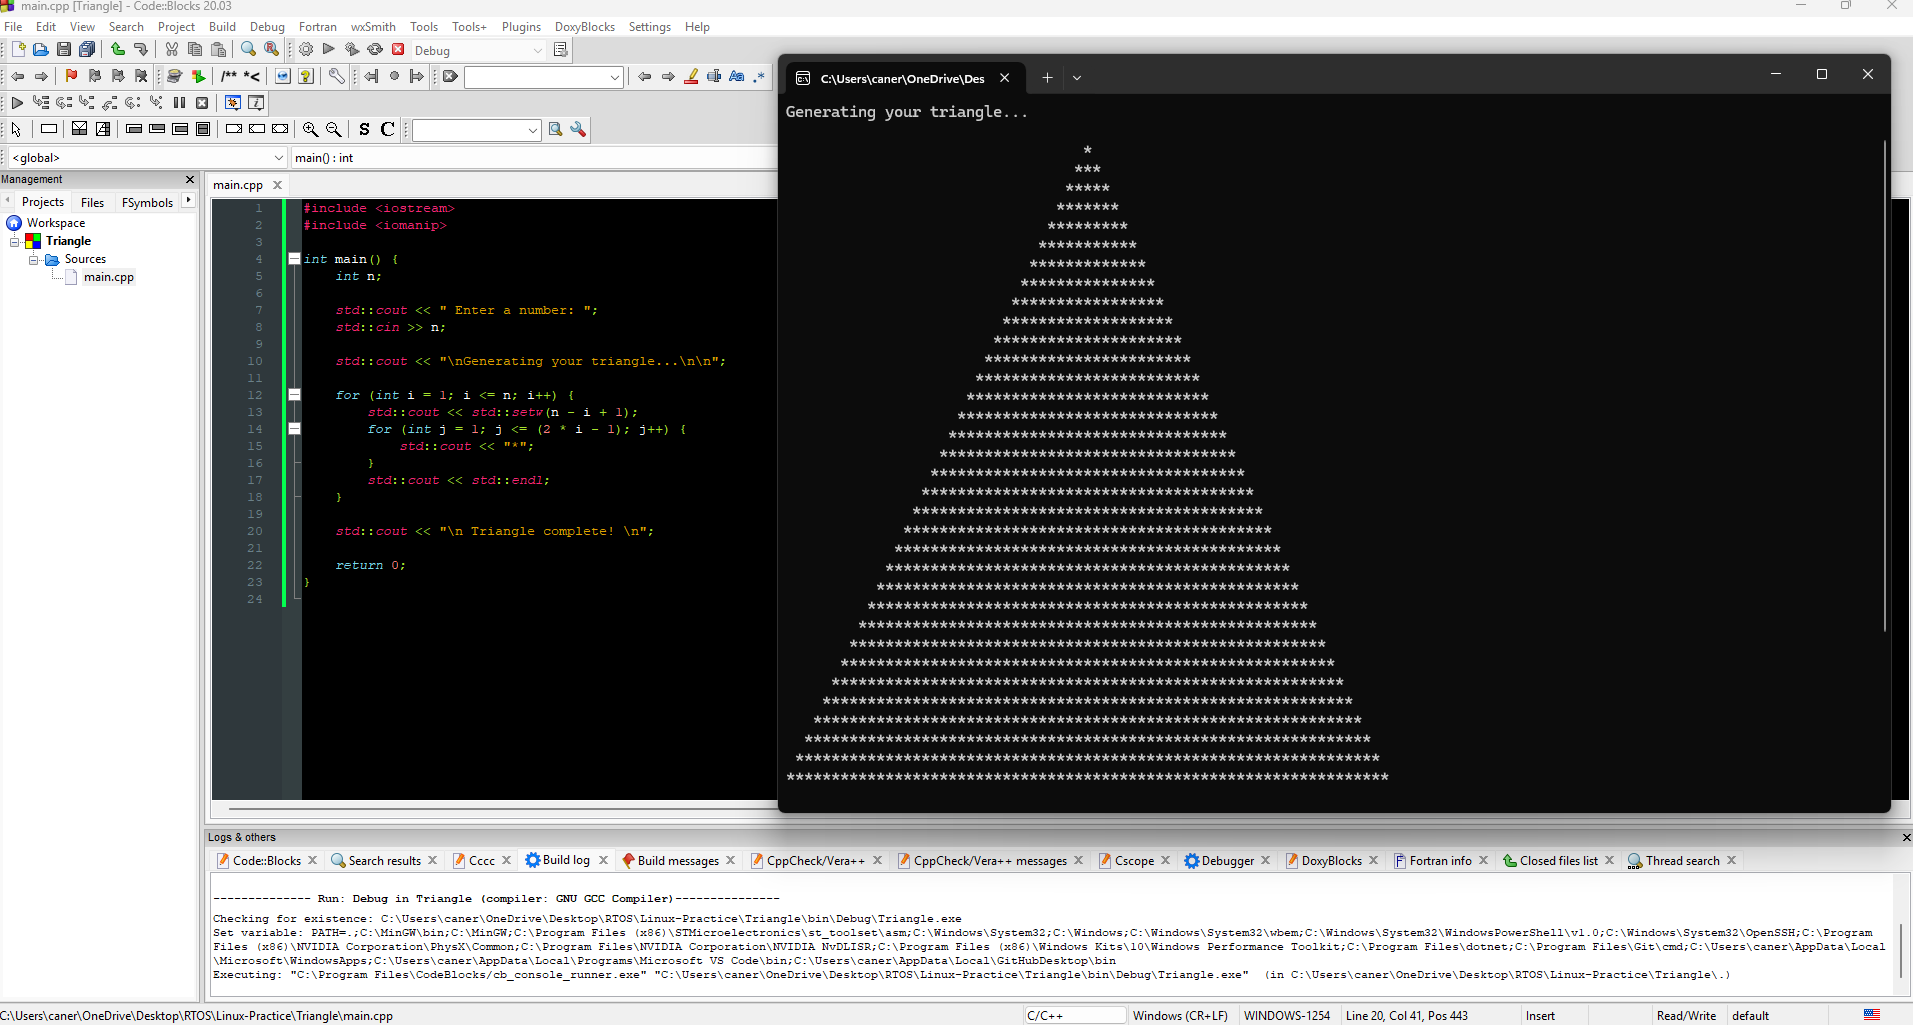 main.cpp [Triangle] - Code::Blocks 20.03
File Edit View Search Project Build Debug Fortran wxSmith Tools Tools+ Plugins DoxyBlocks Settings Help
Debug
/** *<
Aa .*
S C
<global> main() : int
Management
Projects Files FSymbols
Workspace
Triangle
Sources
main.cpp
main.cpp
1 #include <iostream>
2 #include <iomanip>
3
4 int main() {
5 int n;
6
7 std::cout << " Enter a number: ";
8 std::cin >> n;
9
10 std::cout << "\nGenerating your triangle...\n\n";
11
12 for (int i = 1; i <= n; i++) {
13 std::cout << std::setw(n - i + 1);
14 for (int j = 1; j <= (2 * i - 1); j++) {
15 std::cout << "*";
16 }
17 std::cout << std::endl;
18 }
19
20 std::cout << "\n Triangle complete! \n";
21
22 return 0;
23 }
24
C:\Users\caner\OneDrive\Des
Generating your triangle...
*
***
*****
*******
*********
***********
*************
***************
*****************
*******************
*********************
***********************
*************************
***************************
*****************************
*******************************
*********************************
***********************************
*************************************
***************************************
*****************************************
*******************************************
*********************************************
***********************************************
*************************************************
***************************************************
*****************************************************
*******************************************************
*********************************************************
***********************************************************
*************************************************************
***************************************************************
*****************************************************************
*******************************************************************
Logs & others
Code::Blocks Search results Cccc Build log Build messages CppCheck/Vera++ CppCheck/Vera++ messages Cscope Debugger DoxyBlocks Fortran info Closed files list Thread search
-------------- Run: Debug in Triangle (compiler: GNU GCC Compiler)---------------
Checking for existence: C:\Users\caner\OneDrive\Desktop\RTOS\Linux-Practice\Triangle\bin\Debug\Triangle.exe
Set variable: PATH=.;C:\MinGW\bin;C:\MinGW;C:\Program Files (x86)\STMicroelectronics\st_toolset\asm;C:\Windows\System32;C:\Windows;C:\Windows\System32\wbem;C:\Windows\System32\WindowsPowerShell\v1.0;C:\Windows\System32\OpenSSH;C:\Program
Files (x86)\NVIDIA Corporation\PhysX\Common;C:\Program Files\NVIDIA Corporation\NVIDIA NvDLISR;C:\Program Files (x86)\Windows Kits\10\Windows Performance Toolkit;C:\Program Files\dotnet;C:\Program Files\Git\cmd;C:\Users\caner\AppData\Local
\Microsoft\WindowsApps;C:\Users\caner\AppData\Local\Programs\Microsoft VS Code\bin;C:\Users\caner\AppData\Local\GitHubDesktop\bin
Executing: "C:\Program Files\CodeBlocks/cb_console_runner.exe" "C:\Users\caner\OneDrive\Desktop\RTOS\Linux-Practice\Triangle\bin\Debug\Triangle.exe" (in C:\Users\caner\OneDrive\Desktop\RTOS\Linux-Practice\Triangle\.)
C:\Users\caner\OneDrive\Desktop\RTOS\Linux-Practice\Triangle\main.cpp C/C++ Windows (CR+LF) WINDOWS-1254 Line 20, Col 41, Pos 443 Insert Read/Write default